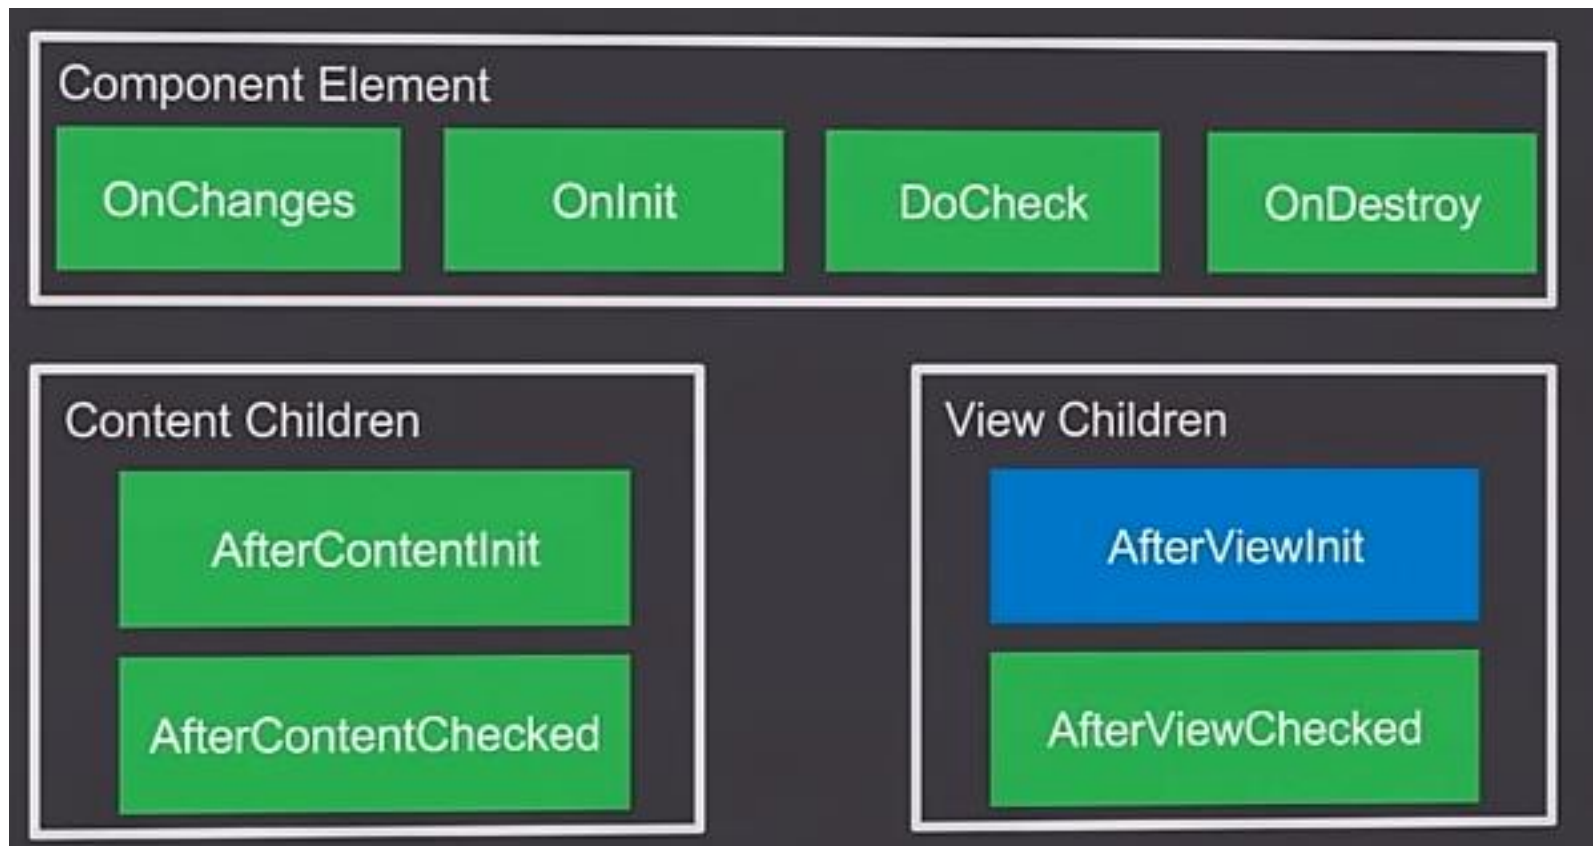 Component Element
OnChanges
OnInit
DoCheck
OnDestroy
Content Children
AfterContentInit
AfterContentChecked
View Children
AfterViewInit
AfterViewChecked